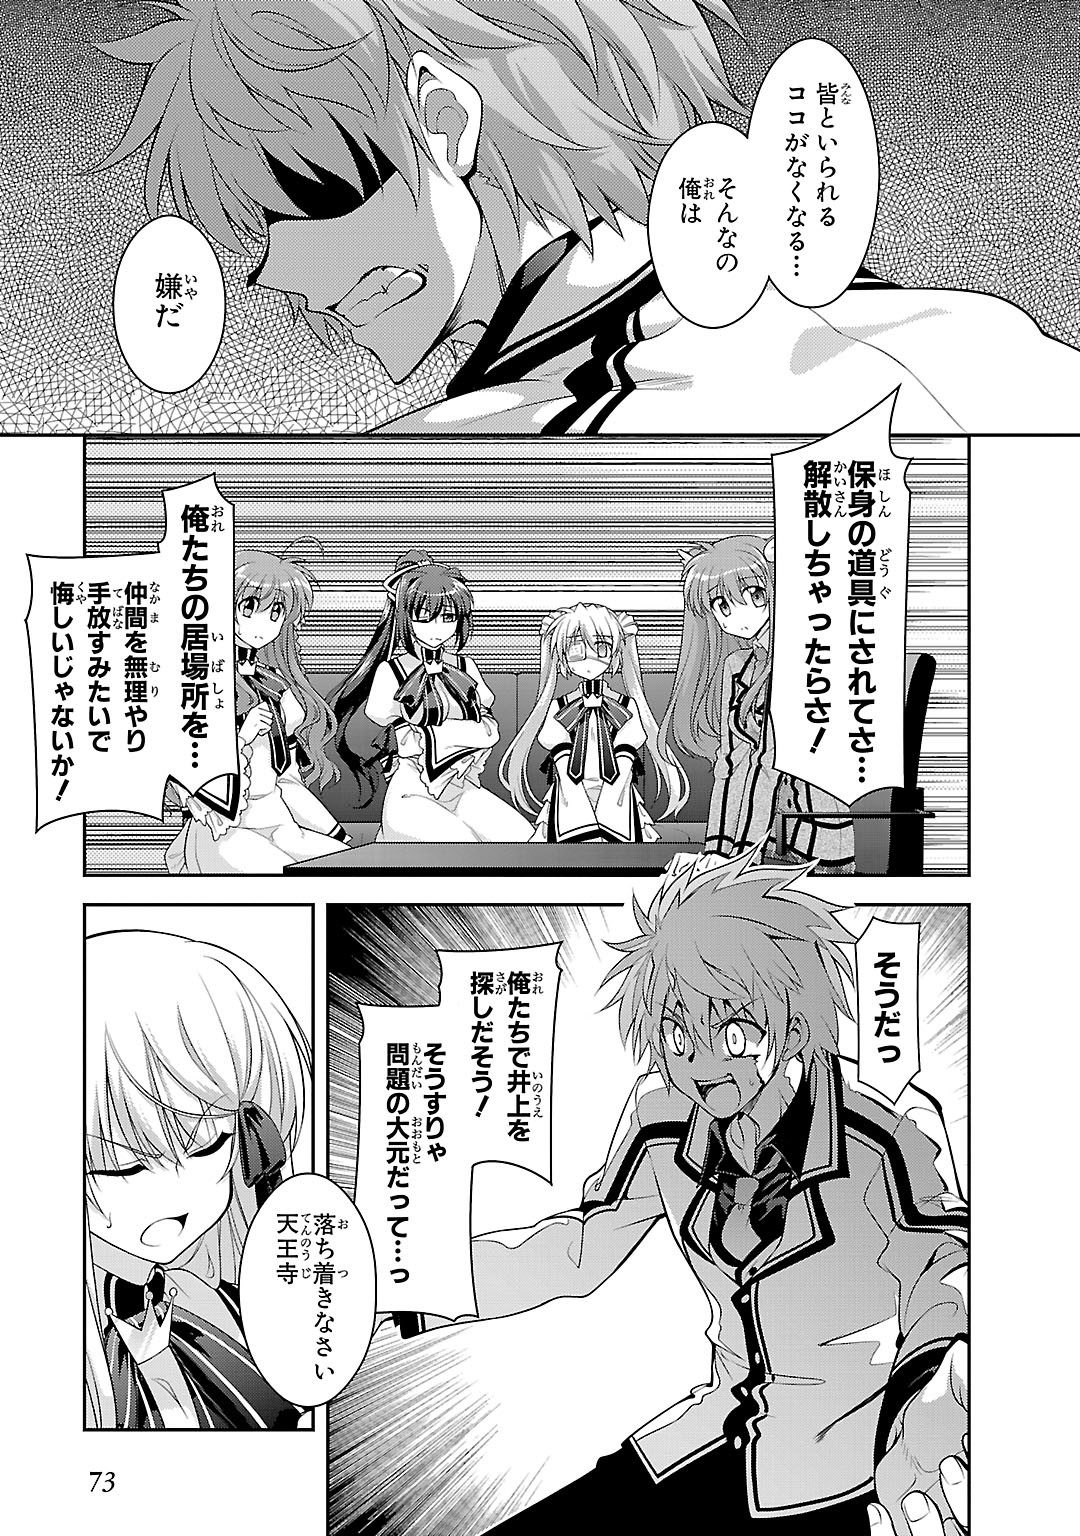 皆といられる
ココがなくなる…
そんなの
俺は
嫌だ
保身の道具にされてさ…
解散しちゃったらさ！
俺たちの居場所を…
仲間を無理やり
手放すみたいで
悔しいじゃないか！
そうだっ
俺たちで井上を
探しだそう！
そうすりゃ
問題の大元だって…っ
落ち着きなさい
天王寺
73